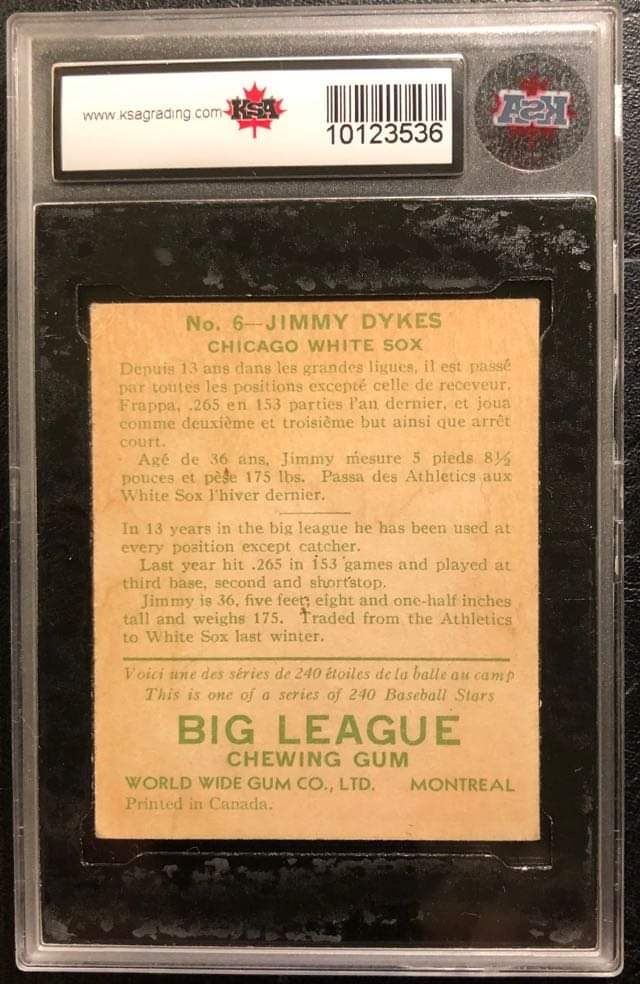 www.ksagrading.com KSA
10123536
KSA
No. 6—JIMMY DYKES
CHICAGO WHITE SOX
Depuis 13 ans dans les grandes ligues, il est passé
par toutes les positions excepté celle de receveur.
Frappa, .265 en 153 parties l'an dernier, et joua
comme deuxième et troisième but ainsi que arrêt
court.
Agé de 36 ans, Jimmy mesure 5 pieds 8½
pouces et pèse 175 lbs. Passa des Athletics aux
White Sox l'hiver dernier.
In 13 years in the big league he has been used at
every position except catcher.
Last year hit .265 in 153 games and played at
third base, second and shortstop.
Jimmy is 36, five feet; eight and one-half inches
tall and weighs 175. Traded from the Athletics
to White Sox last winter.
Voici une des séries de 240 étoiles de la balle au camp
This is one of a series of 240 Baseball Stars
BIG LEAGUE
CHEWING GUM
WORLD WIDE GUM CO., LTD. MONTREAL
Printed in Canada.